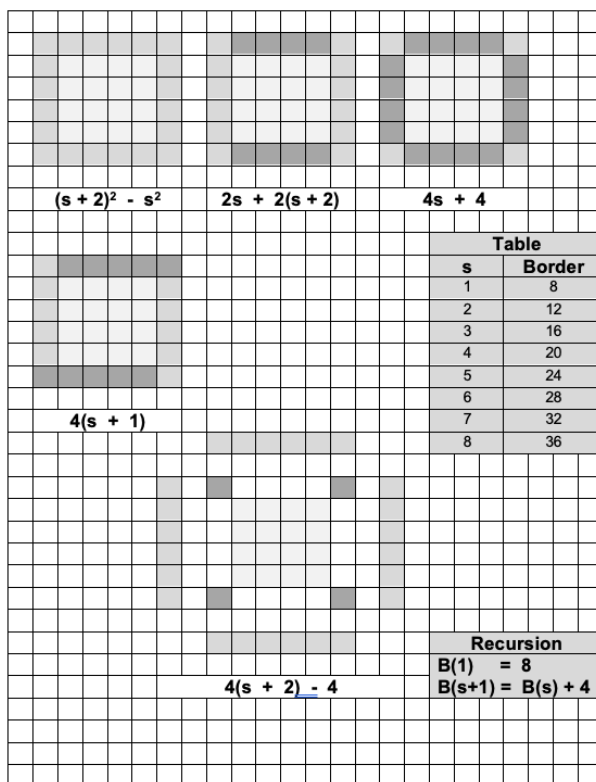 (s + 2)² - s²
2s + 2(s + 2)
4s + 4
Table
s Border
1 8
2 12
3 16
4 20
5 24
6 28
7 32
8 36
4(s + 1)
4(s + 2) - 4
Recursion
B(1) = 8
B(s+1) = B(s) + 4